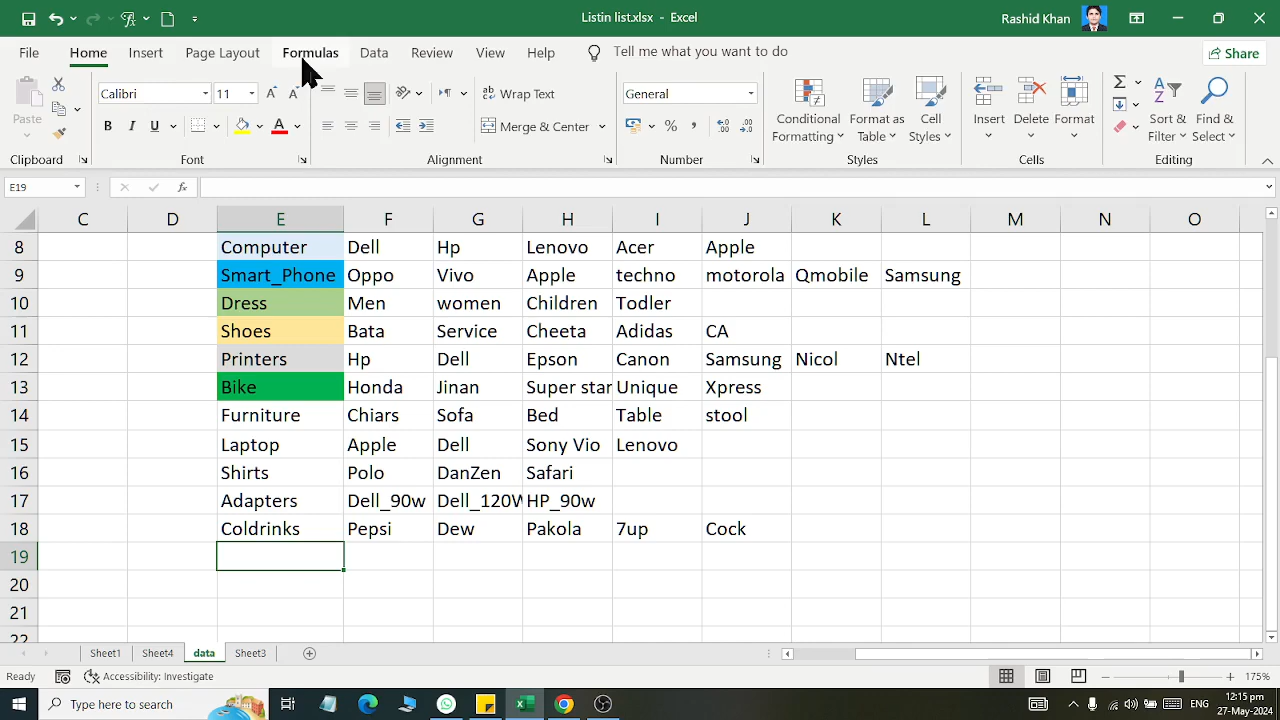 Listin list.xlsx - Excel
Rashid Khan
File Home Insert Page Layout Formulas Data Review View Help Tell me what you want to do Share
Paste
Calibri 11
Wrap Text
Merge & Center
General
Conditional Formatting
Format as Table
Cell Styles
Insert
Delete
Format
Sort & Filter
Find & Select
Clipboard Font Alignment Number Styles Cells Editing
E19 fx
C D E F G H I J K L M N O
8 Computer Dell Hp Lenovo Acer Apple
9 Smart_Phone Oppo Vivo Apple techno motorola Qmobile Samsung
10 Dress Men women Children Todler
11 Shoes Bata Service Cheeta Adidas CA
12 Printers Hp Dell Epson Canon Samsung Nicol Ntel
13 Bike Honda Jinan Super star Unique Xpress
14 Furniture Chiars Sofa Bed Table stool
15 Laptop Apple Dell Sony Vio Lenovo
16 Shirts Polo DanZen Safari
17 Adapters Dell_90w Dell_120W HP_90w
18 Coldrinks Pepsi Dew Pakola 7up Cock
19
20
21
22
Sheet1 Sheet4 data Sheet3
Ready Accessibility: Investigate 175%
Type here to search
ENG
12:15 pm
27-May-2024